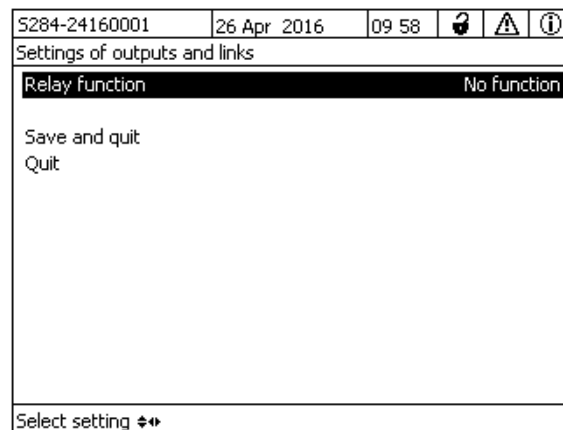 S284-24160001 26 Apr 2016 09 58
Settings of outputs and links
Relay function No function
Save and quit
Quit
Select setting